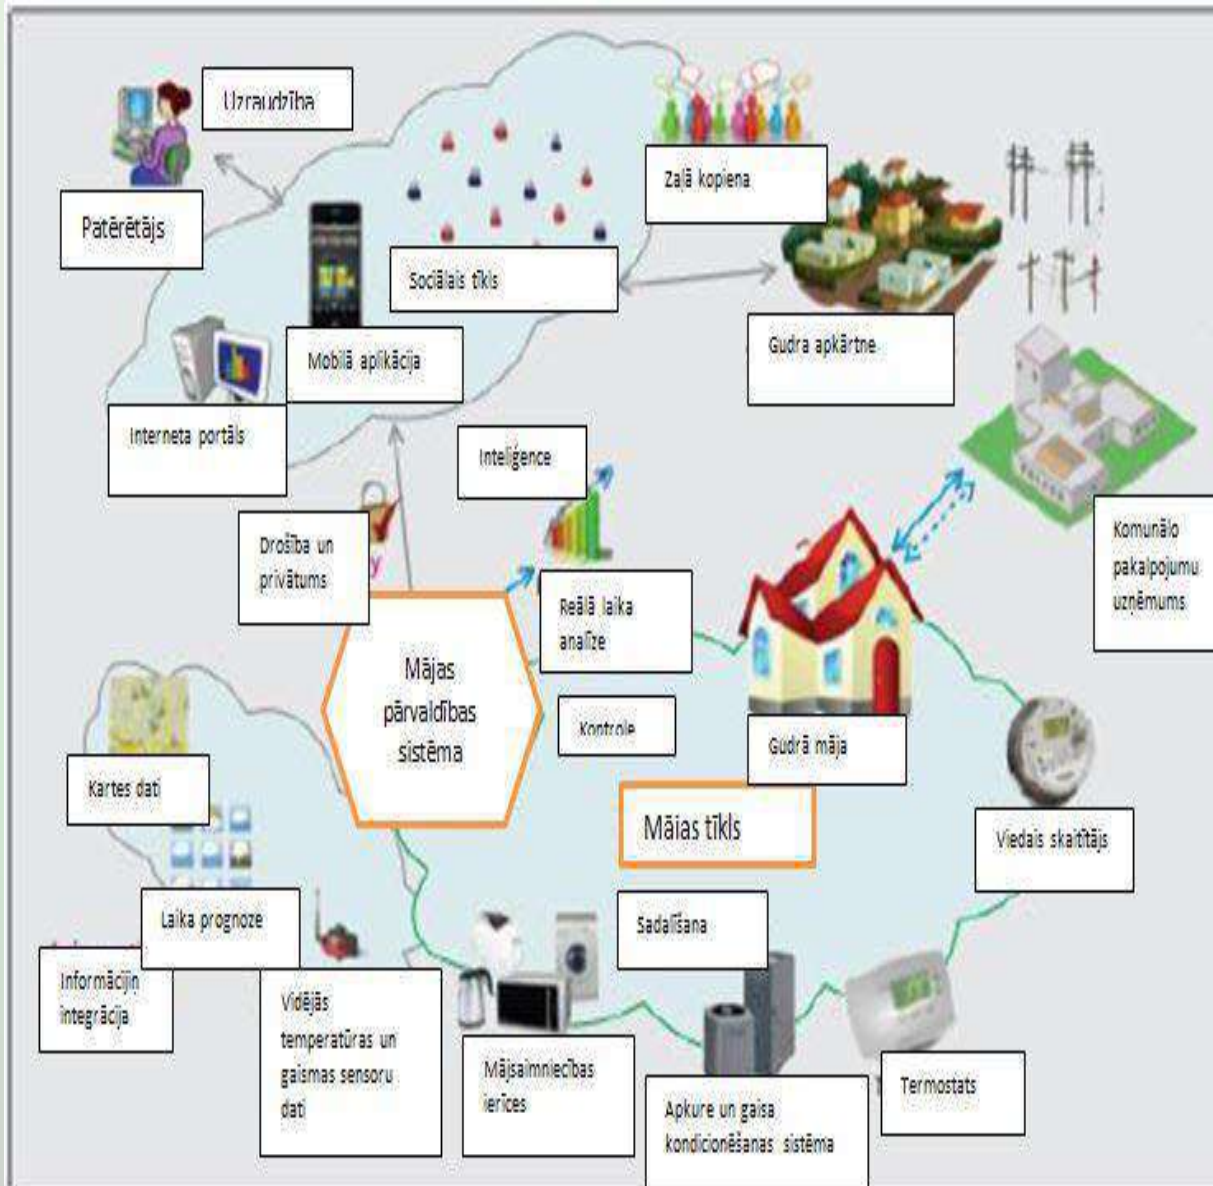 Uzraudzība
Patērētājs
Zaļā kopiena
Sociālais tīkls
Mobilā aplikācija
Gudra apkārtne
Interneta portāls
Inteliģence
Drošība un
privātums
y
Komunālo
pakalpojumu
uzņēmums
Reālā laika
analīze
Mājas
pārvaldības
sistēma
Kontrole
Gudrā māja
Kartes dati
Mājas tīkls
Viedais skaitītājs
Laika prognoze
Sadalīšana
Informācijņ
integrācija
Vidējās
temperatūras un
gaismas sensoru
dati
Mājsaimniecības
ierīces
Apkure un gaisa
kondicionēšanas sistēma
Termostats